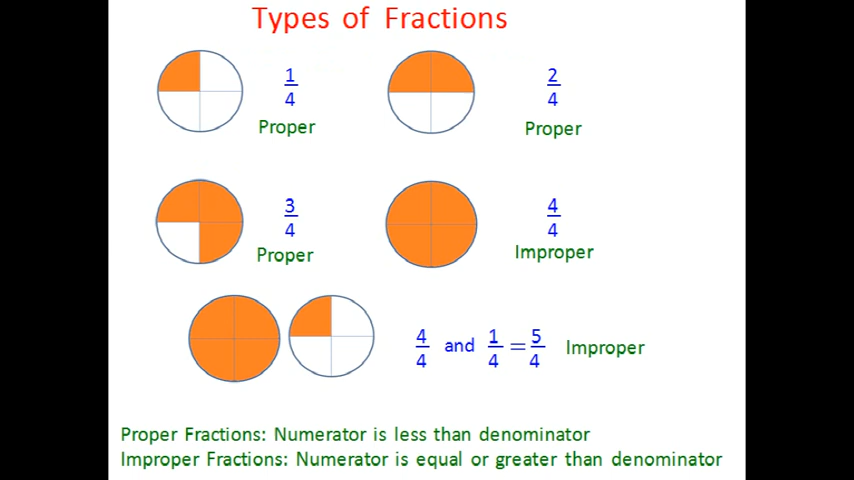 Types of Fractions
1/4
2/4
Proper
Proper
3/4
4/4
Proper
Improper
4/4 and 1/4 = 5/4 Improper
Proper Fractions: Numerator is less than denominator
Improper Fractions: Numerator is equal or greater than denominator